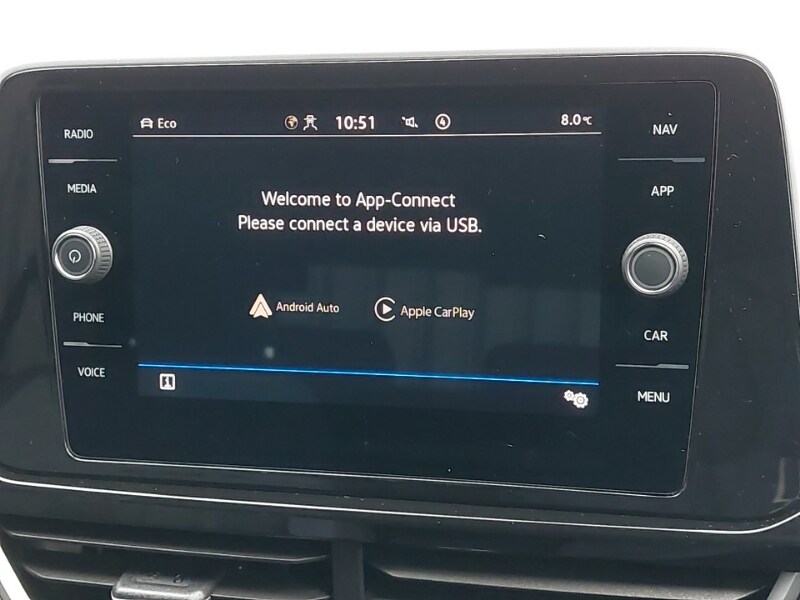 RADIO
MEDIA
PHONE
VOICE
Eco 10:51 4 8.0°C
Welcome to App-Connect
Please connect a device via USB.
Android Auto Apple CarPlay
NAV
APP
CAR
MENU